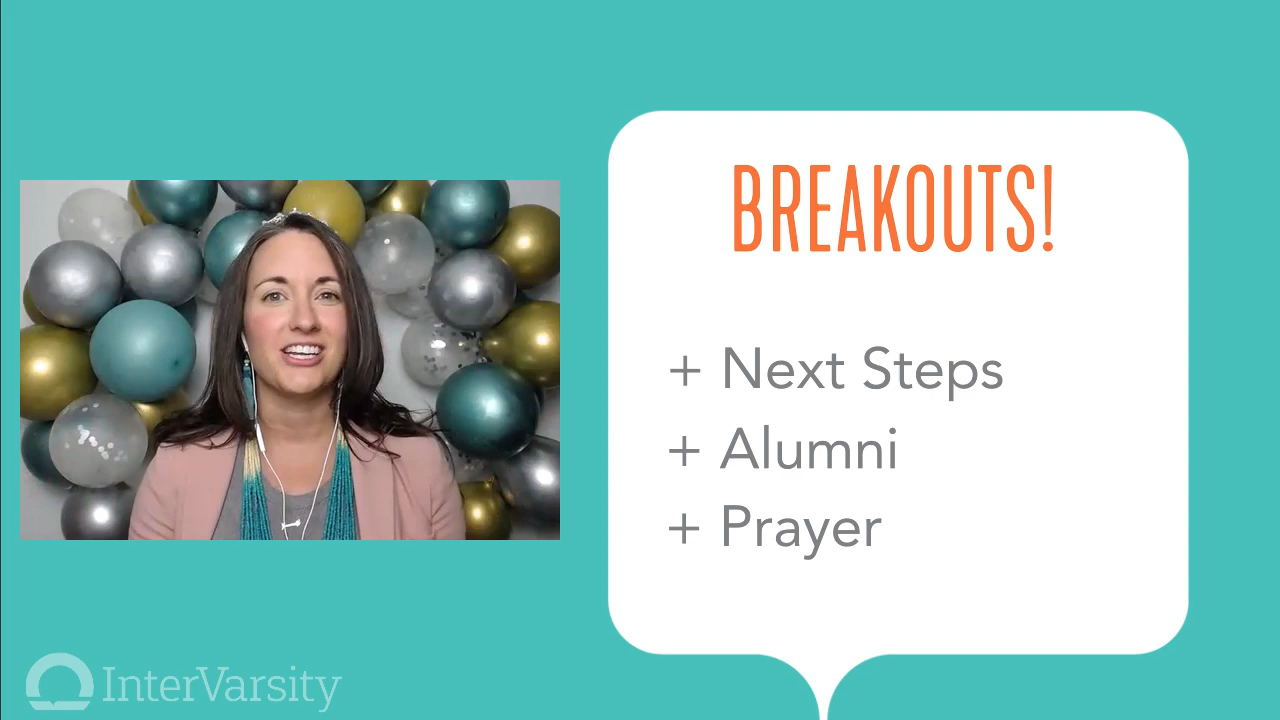 BREAKOUTS!
+ Next Steps
+ Alumni
+ Prayer
InterVarsity